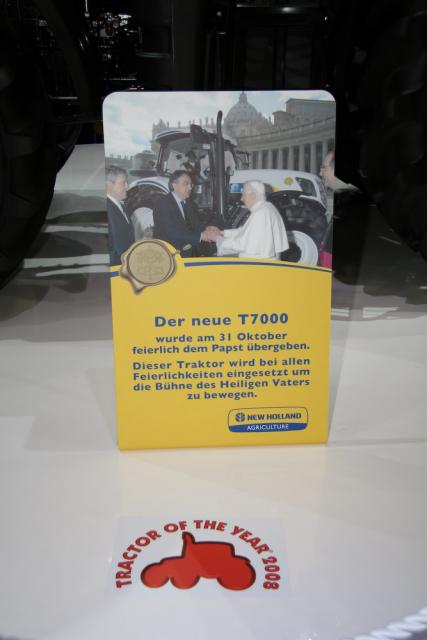 Der neue T7000
wurde am 31 Oktober
feierlich dem Papst übergeben.
Dieser Traktor wird bei allen
Feierlichkeiten eingesetzt um
die Bühne des Heiligen Vaters
zu bewegen.
NEW HOLLAND
AGRICULTURE
TRACTOR OF THE YEAR® 2008